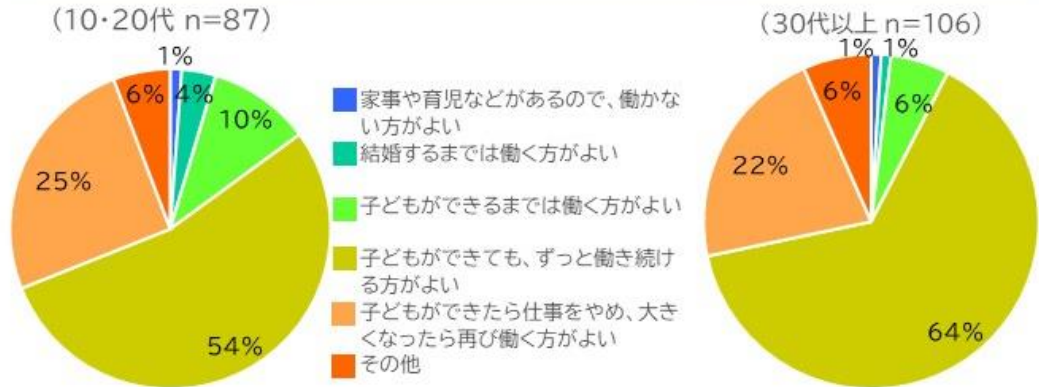 (10・20代 n=87)
1%
4%
10%
54%
25%
6%
家事や育児などがあるので、働かな
い方がよい
結婚するまでは働く方がよい
子どもができるまでは働く方がよい
子どもができても、ずっと働き続け
る方がよい
子どもができたら仕事をやめ、大き
くなったら再び働く方がよい
その他
(30代以上 n=106)
1%
1%
6%
64%
22%
6%